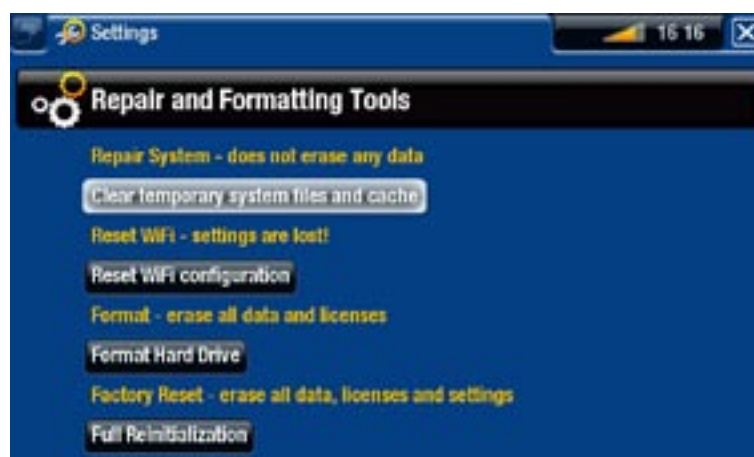 Settings
16 16
Repair and Formatting Tools
Repair System - does not erase any data
Clear temporary system files and cache
Reset WiFi - settings are lost!
Reset WiFi configuration
Format - erase all data and licenses
Format Hard Drive
Factory Reset - erase all data, licenses and settings
Full Reinitialization